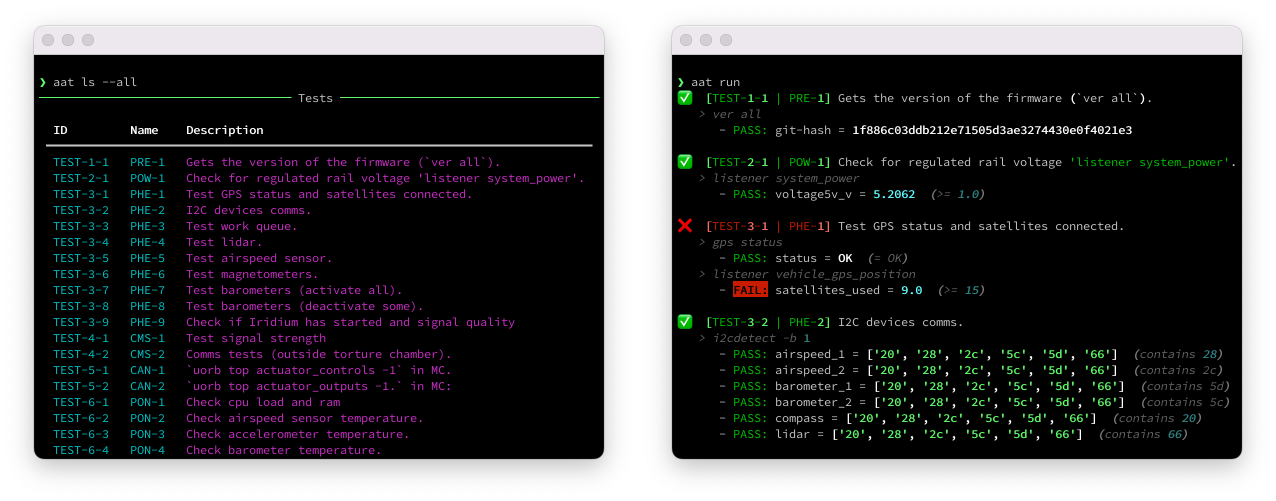 ❯ aat ls --all
Tests
ID Name Description
TEST-1-1 PRE-1 Gets the version of the firmware (`ver all`).
TEST-2-1 POW-1 Check for regulated rail voltage 'listener system_power'.
TEST-3-1 PHE-1 Test GPS status and satellites connected.
TEST-3-2 PHE-2 I2C devices comms.
TEST-3-3 PHE-3 Test work queue.
TEST-3-4 PHE-4 Test lidar.
TEST-3-5 PHE-5 Test airspeed sensor.
TEST-3-6 PHE-6 Test magnetometers.
TEST-3-7 PHE-7 Test barometers (activate all).
TEST-3-8 PHE-8 Test barometers (deactivate some).
TEST-3-9 PHE-9 Check if Iridium has started and signal quality
TEST-4-1 CMS-1 Test signal strength
TEST-4-2 CMS-2 Comms tests (outside torture chamber).
TEST-5-1 CAN-1 `uorb top actuator_controls -1` in MC.
TEST-5-2 CAN-2 `uorb top actuator_outputs -1.` in MC:
TEST-6-1 PON-1 Check cpu load and ram
TEST-6-2 PON-2 Check airspeed sensor temperature.
TEST-6-3 PON-3 Check accelerometer temperature.
TEST-6-4 PON-4 Check barometer temperature.
❯ aat run
✅ [TEST-1-1 | PRE-1] Gets the version of the firmware (`ver all`).
> ver all
– PASS: git-hash = 1f886c03ddb212e71505d3ae3274430e0f4021e3
✅ [TEST-2-1 | POW-1] Check for regulated rail voltage 'listener system_power'.
> listener system_power
– PASS: voltage5v_v = 5.2062 (>= 1.0)
❌ [TEST-3-1 | PHE-1] Test GPS status and satellites connected.
> gps status
– PASS: status = OK (= OK)
> listener vehicle_gps_position
– FAIL: satellites_used = 9.0 (>= 15)
✅ [TEST-3-2 | PHE-2] I2C devices comms.
> i2cdetect -b 1
– PASS: airspeed_1 = ['20', '28', '2c', '5c', '5d', '66'] (contains 28)
– PASS: airspeed_2 = ['20', '28', '2c', '5c', '5d', '66'] (contains 2c)
– PASS: barometer_1 = ['20', '28', '2c', '5c', '5d', '66'] (contains 5d)
– PASS: barometer_2 = ['20', '28', '2c', '5c', '5d', '66'] (contains 5c)
– PASS: compass = ['20', '28', '2c', '5c', '5d', '66'] (contains 20)
– PASS: lidar = ['20', '28', '2c', '5c', '5d', '66'] (contains 66)